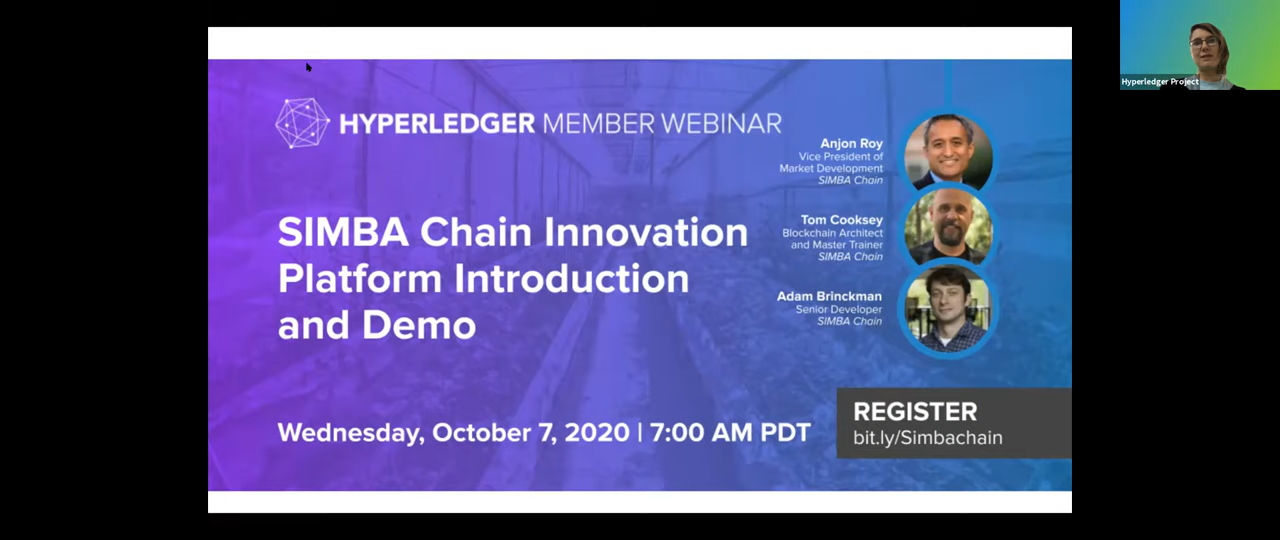 HYPERLEDGER MEMBER WEBINAR
SIMBA Chain Innovation
Platform Introduction
and Demo
Wednesday, October 7, 2020 | 7:00 AM PDT
Anjon Roy
Vice President of
Market Development
SIMBA Chain
Tom Cooksey
Blockchain Architect
and Master Trainer
SIMBA Chain
Adam Brinckman
Senior Developer
SIMBA Chain
REGISTER
bit.ly/Simbachain
Hyperledger Project